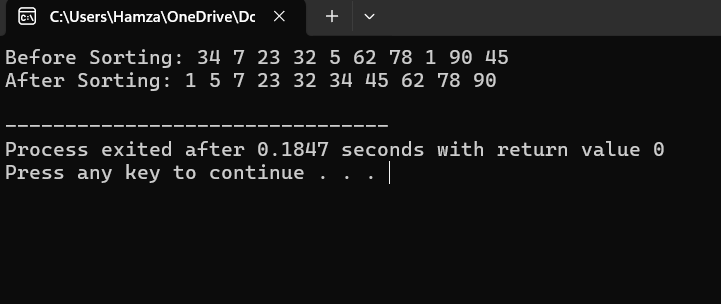 C:\Users\Hamza\OneDrive\Do
Before Sorting: 34 7 23 32 5 62 78 1 90 45
After Sorting: 1 5 7 23 32 34 45 62 78 90
--------------------------------
Process exited after 0.1847 seconds with return value 0
Press any key to continue . . .